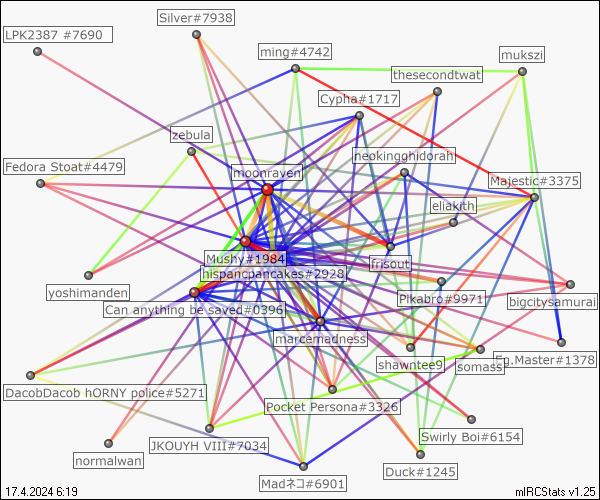 Silver#7938
LPK2387 #7690
ming#4742
mukszi
thesecondtwat
Cypha#1717
zebula
neokingghidorah
Fedora Stoat#4479
moonraven
Majestic#3375
eliakith
Mushy#1984
frisout
hispancpancakes#2928
yoshimanden
Pikabro#9971
bigcitysamurai
Can anything be saved#0396
marcemadness
shawntee9
somass
Fg.Master#1378
DacobDacob hORNY police#5271
Pocket Persona#3326
Swirly Boi#6154
JKOUYH VIII#7034
normalwan
Duck#1245
Madネコ#6901
17.4.2024 6:19
mIRCStats v1.25